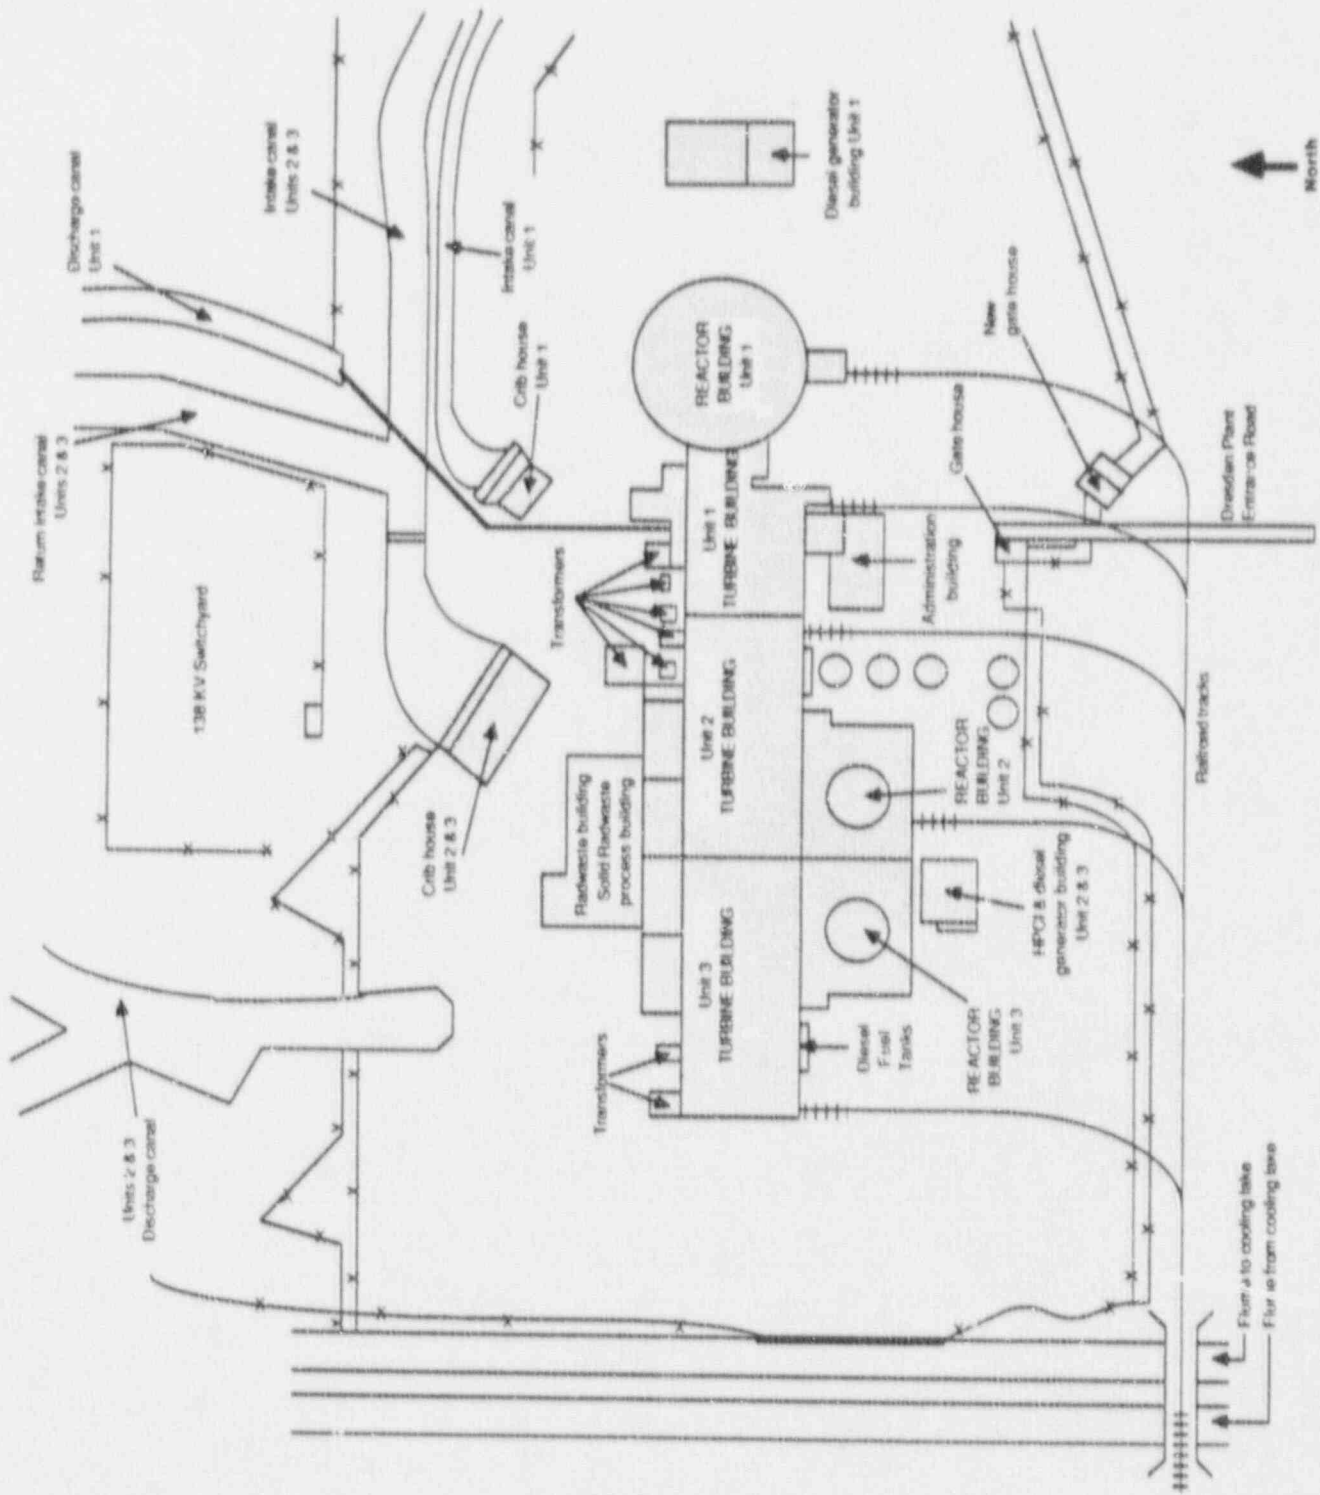 Units 2 & 3
Discharge canal
Return intake canal
Units 2 & 3
Discharge canal
Unit 1
Intake canal
Units 2 & 3
Intake canal
Unit 1
138 KV Switchyard
Crib house
Unit 2 & 3
Crib house
Unit 1
Transformers
Transformers
Radwaste building
Solid Radwaste
process building
Unit 3
TURBINE BUILDING
Unit 2
TURBINE BUILDING
Unit 1
TURBINE BUILDING
REACTOR
BUILDING
Unit 1
Diesel generator
building Unit 1
Diesel
Fuel
Tanks
REACTOR
BUILDING
Unit 3
HPCI & diesel
generator building
Unit 2 & 3
REACTOR
BUILDING
Unit 2
Administration
building
Gate house
New
gate house
Railroad tracks
Dresden Plant
Entrance Road
to cooling lake
from cooling lake
North